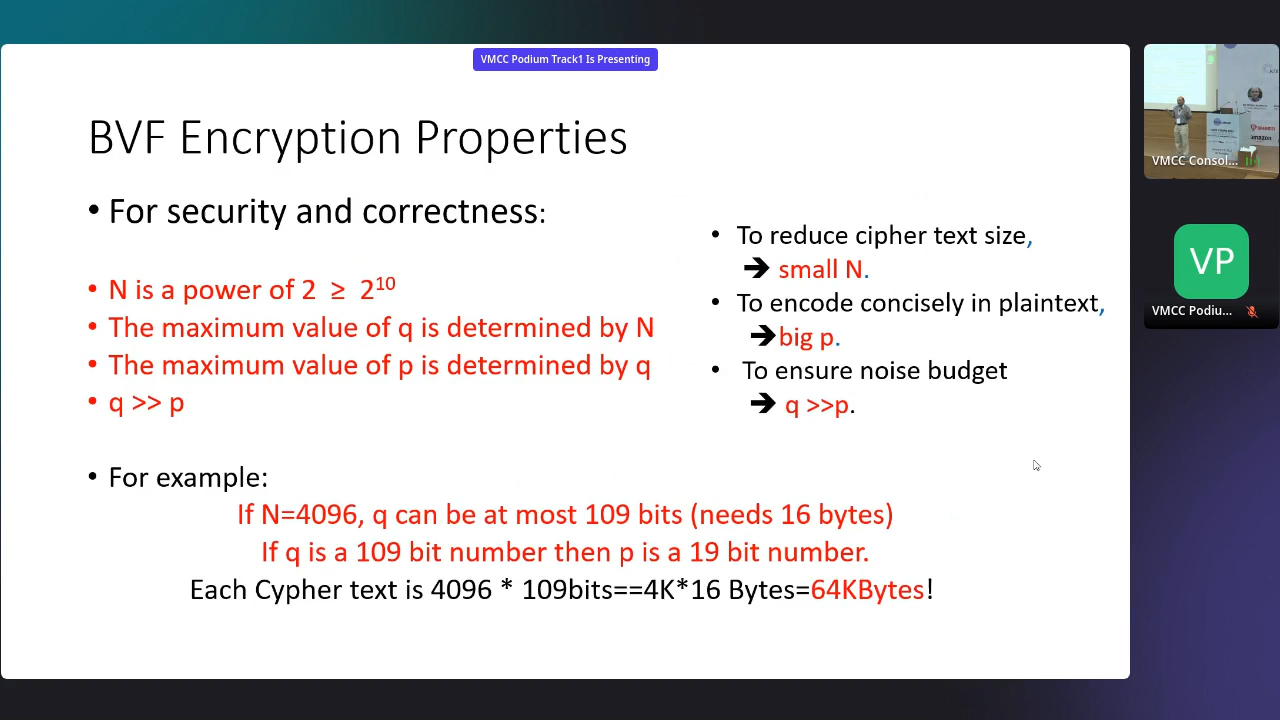 VMCC Podium Track1 Is Presenting
BVF Encryption Properties
• For security and correctness:
• N is a power of 2 ≥ 2¹⁰
• The maximum value of q is determined by N
• The maximum value of p is determined by q
• q >> p
• To reduce cipher text size,
➔ small N.
• To encode concisely in plaintext,
➔big p.
• To ensure noise budget
➔ q >>p.
• For example:
If N=4096, q can be at most 109 bits (needs 16 bytes)
If q is a 109 bit number then p is a 19 bit number.
Each Cypher text is 4096 * 109bits==4K*16 Bytes=64KBytes!
VMCC Consol...
VP
VMCC Podiu...
amazon